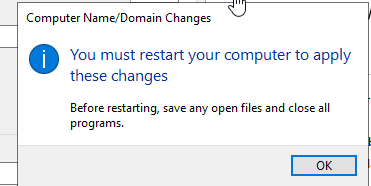 Computer Name/Domain Changes
You must restart your computer to apply
these changes
Before restarting, save any open files and close all
programs.
OK